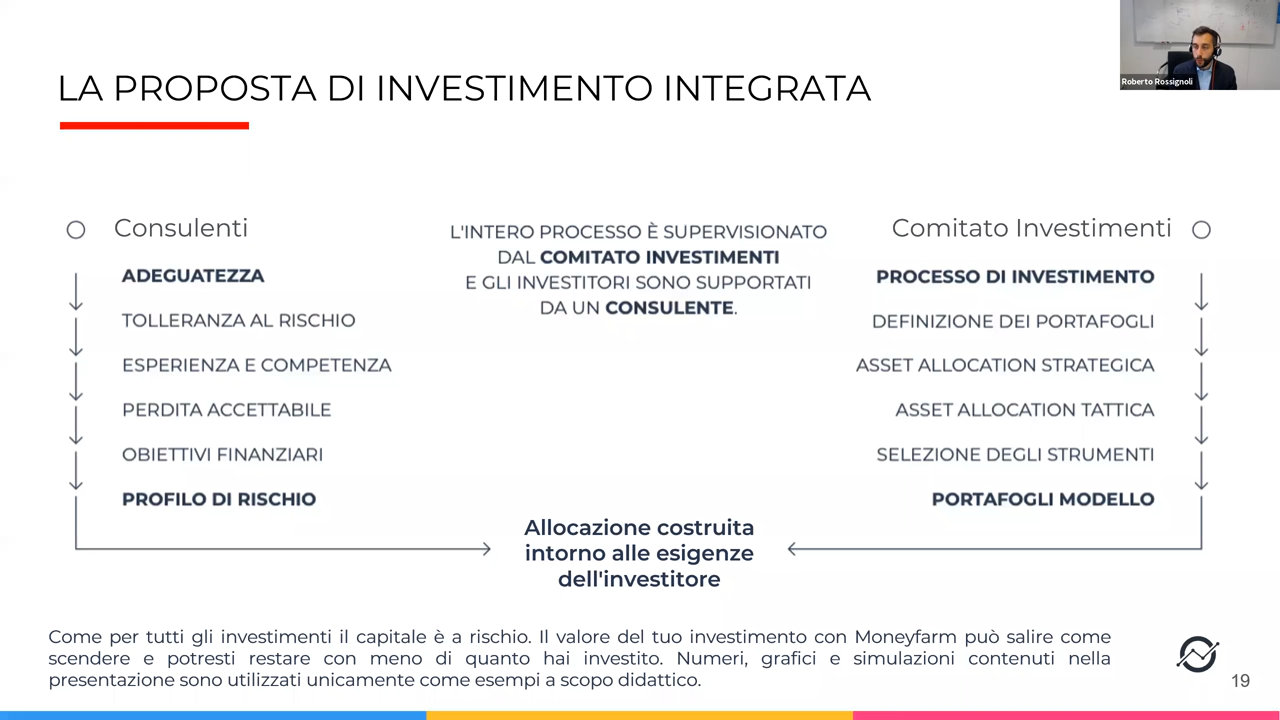 LA PROPOSTA DI INVESTIMENTO INTEGRATA
Roberto Rossignoli
Consulenti
ADEGUATEZZA
TOLLERANZA AL RISCHIO
ESPERIENZA E COMPETENZA
PERDITA ACCETTABILE
OBIETTIVI FINANZIARI
PROFILO DI RISCHIO
L'INTERO PROCESSO È SUPERVISIONATO
DAL COMITATO INVESTIMENTI
E GLI INVESTITORI SONO SUPPORTATI
DA UN CONSULENTE.
Comitato Investimenti
PROCESSO DI INVESTIMENTO
DEFINIZIONE DEI PORTAFOGLI
ASSET ALLOCATION STRATEGICA
ASSET ALLOCATION TATTICA
SELEZIONE DEGLI STRUMENTI
PORTAFOGLI MODELLO
Allocazione costruita
intorno alle esigenze
dell'investitore
Come per tutti gli investimenti il capitale è a rischio. Il valore del tuo investimento con Moneyfarm può salire come
scendere e potresti restare con meno di quanto hai investito. Numeri, grafici e simulazioni contenuti nella
presentazione sono utilizzati unicamente come esempi a scopo didattico.
19